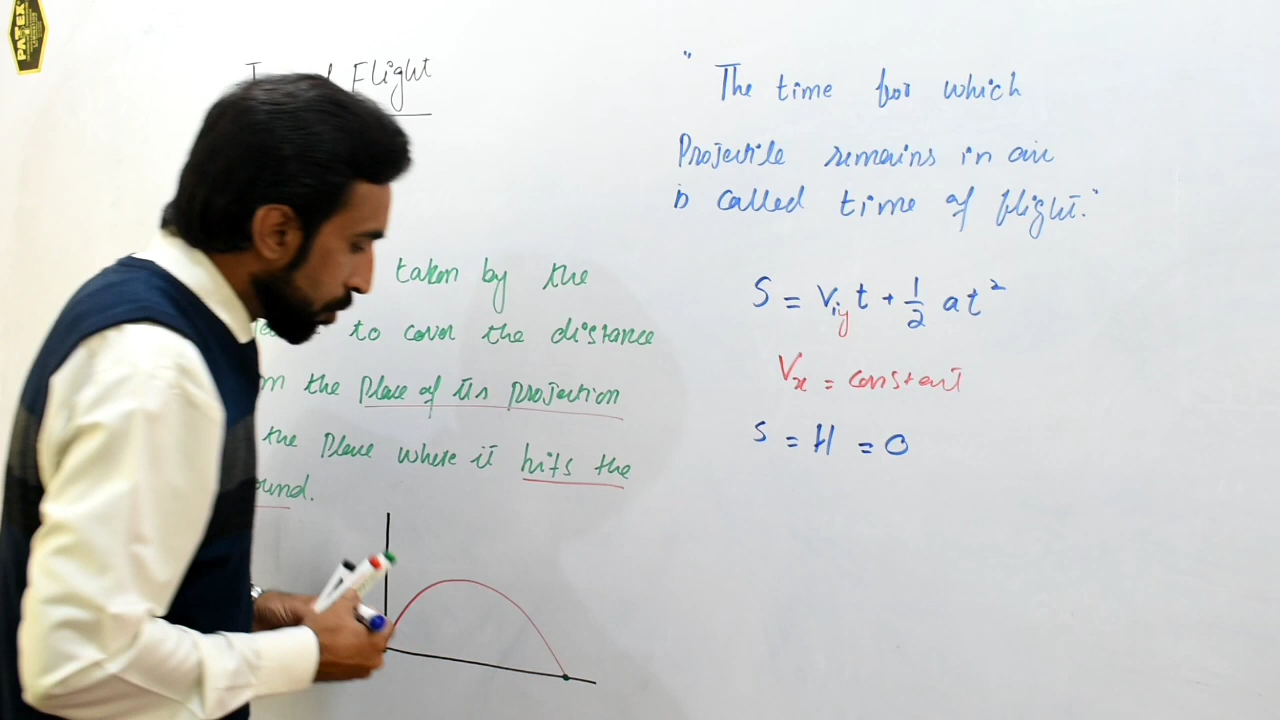 PATEX
Flight
taken by the
to cover the distance
the place of its projection
the place where it hits the
ound.
" The time for which
Projectile remains in air
is called time of flight."
S = Viy t + 1/2 at²
Vx = constant
S = H = 0